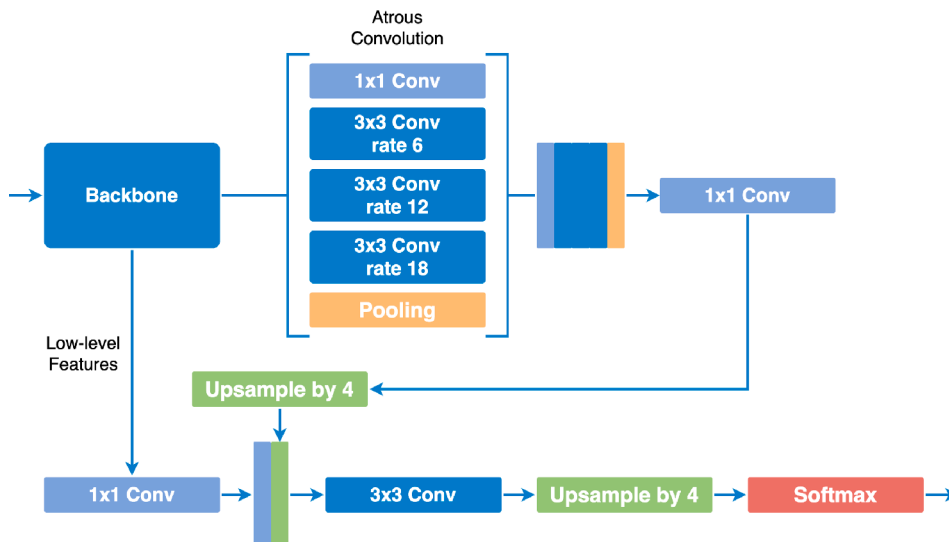 Atrous
Convolution
1x1 Conv
3x3 Conv
rate 6
Backbone
3x3 Conv
rate 12
1x1 Conv
3x3 Conv
rate 18
Pooling
Low-level
Features
Upsample by 4
1x1 Conv
3x3 Conv
Upsample by 4
Softmax